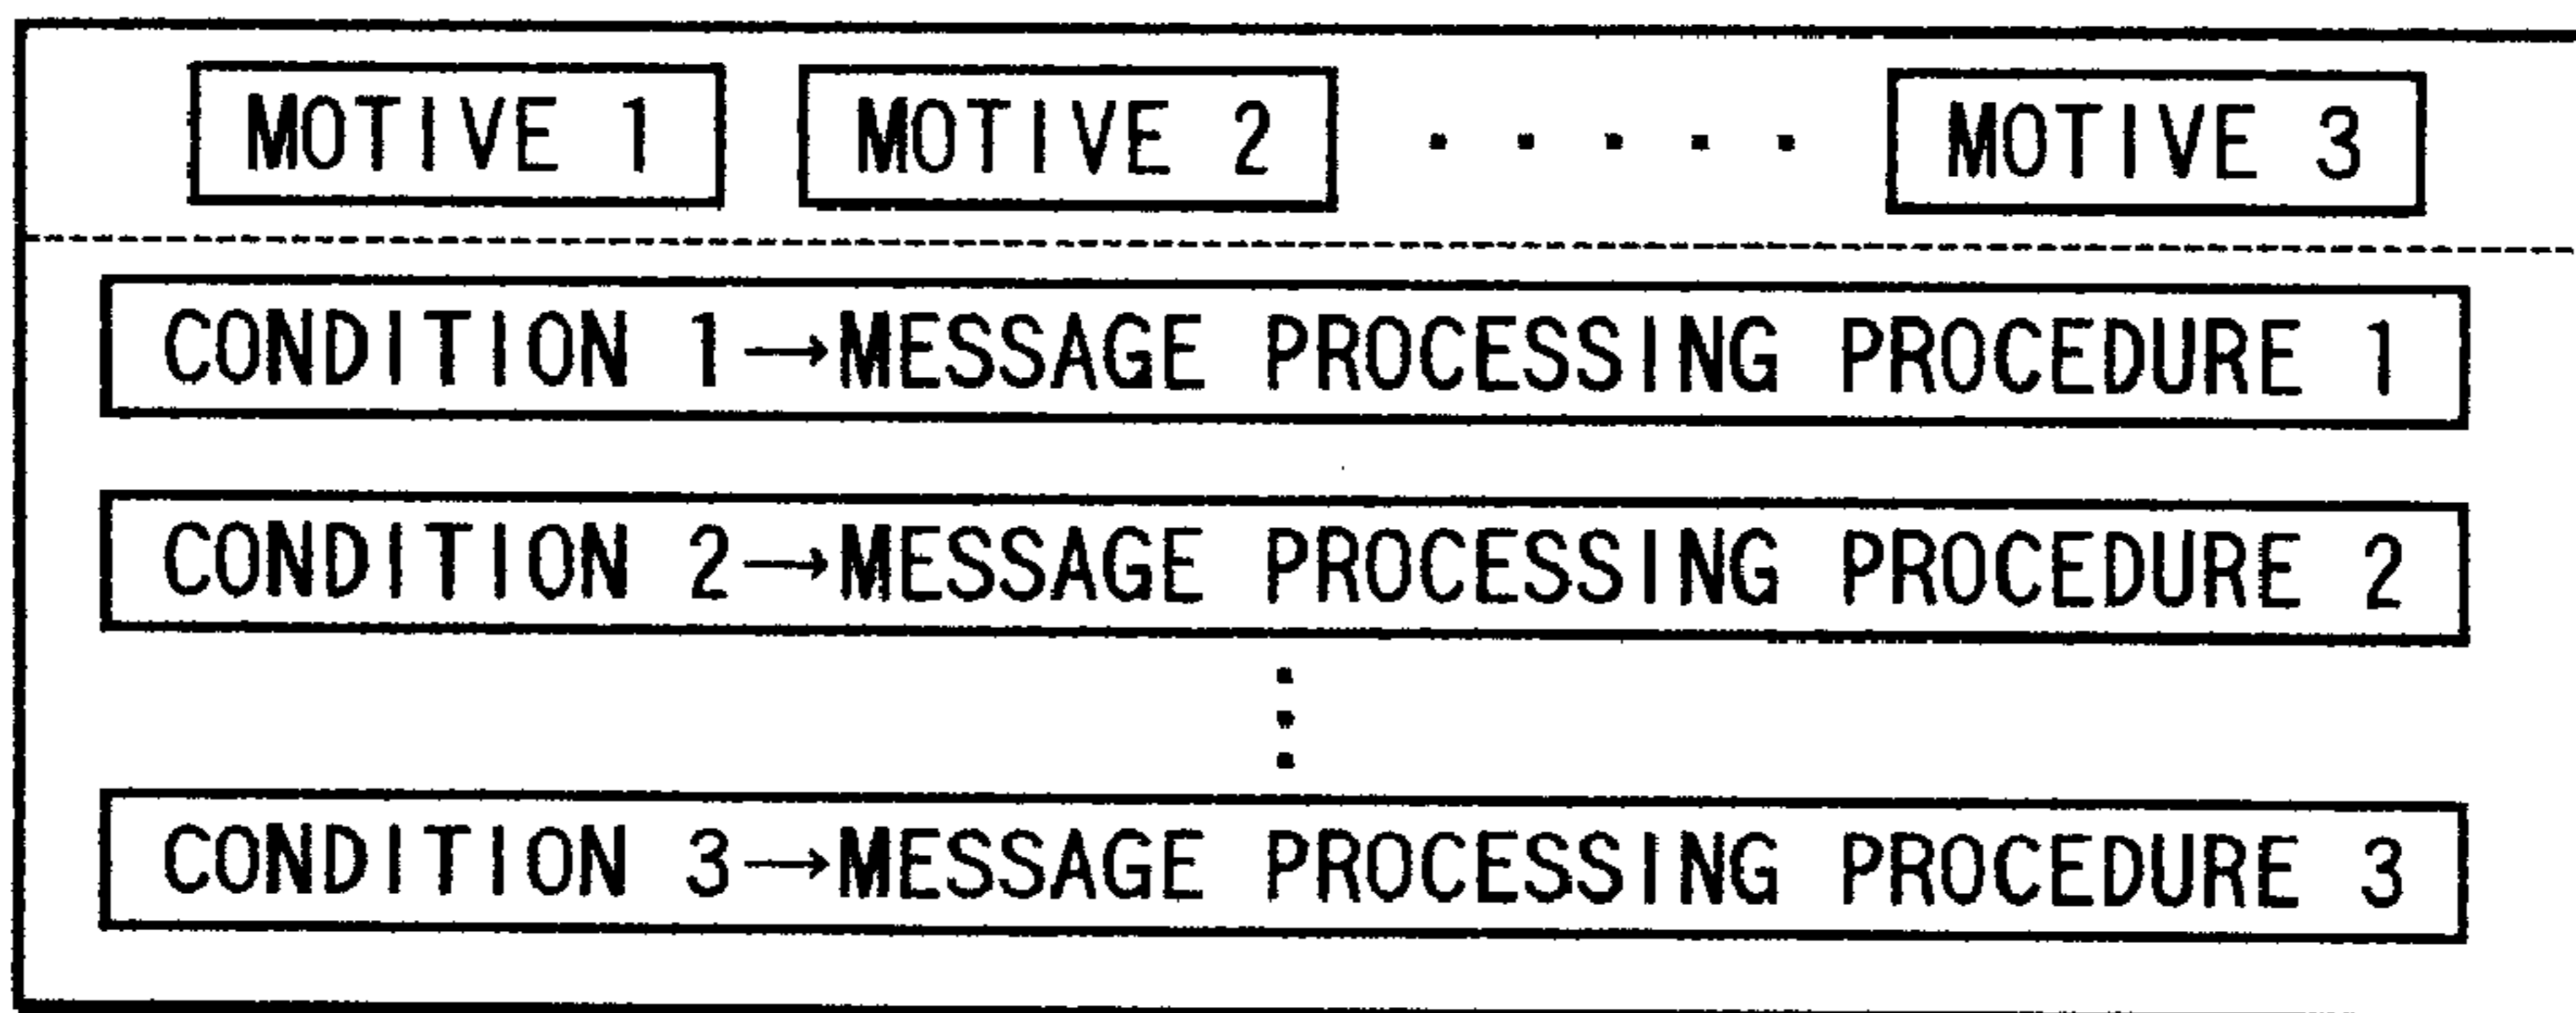 MOTIVE 1 MOTIVE 2 ..... MOTIVE 3
CONDITION 1→MESSAGE PROCESSING PROCEDURE 1
CONDITION 2→MESSAGE PROCESSING PROCEDURE 2
CONDITION 3→MESSAGE PROCESSING PROCEDURE 3